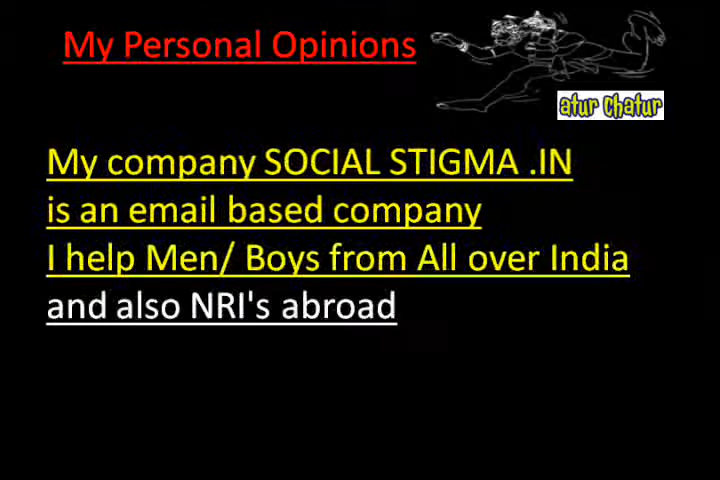 My Personal Opinions
atur Chatur
My company SOCIAL STIGMA .IN
is an email based company
I help Men/ Boys from All over India
and also NRI's abroad